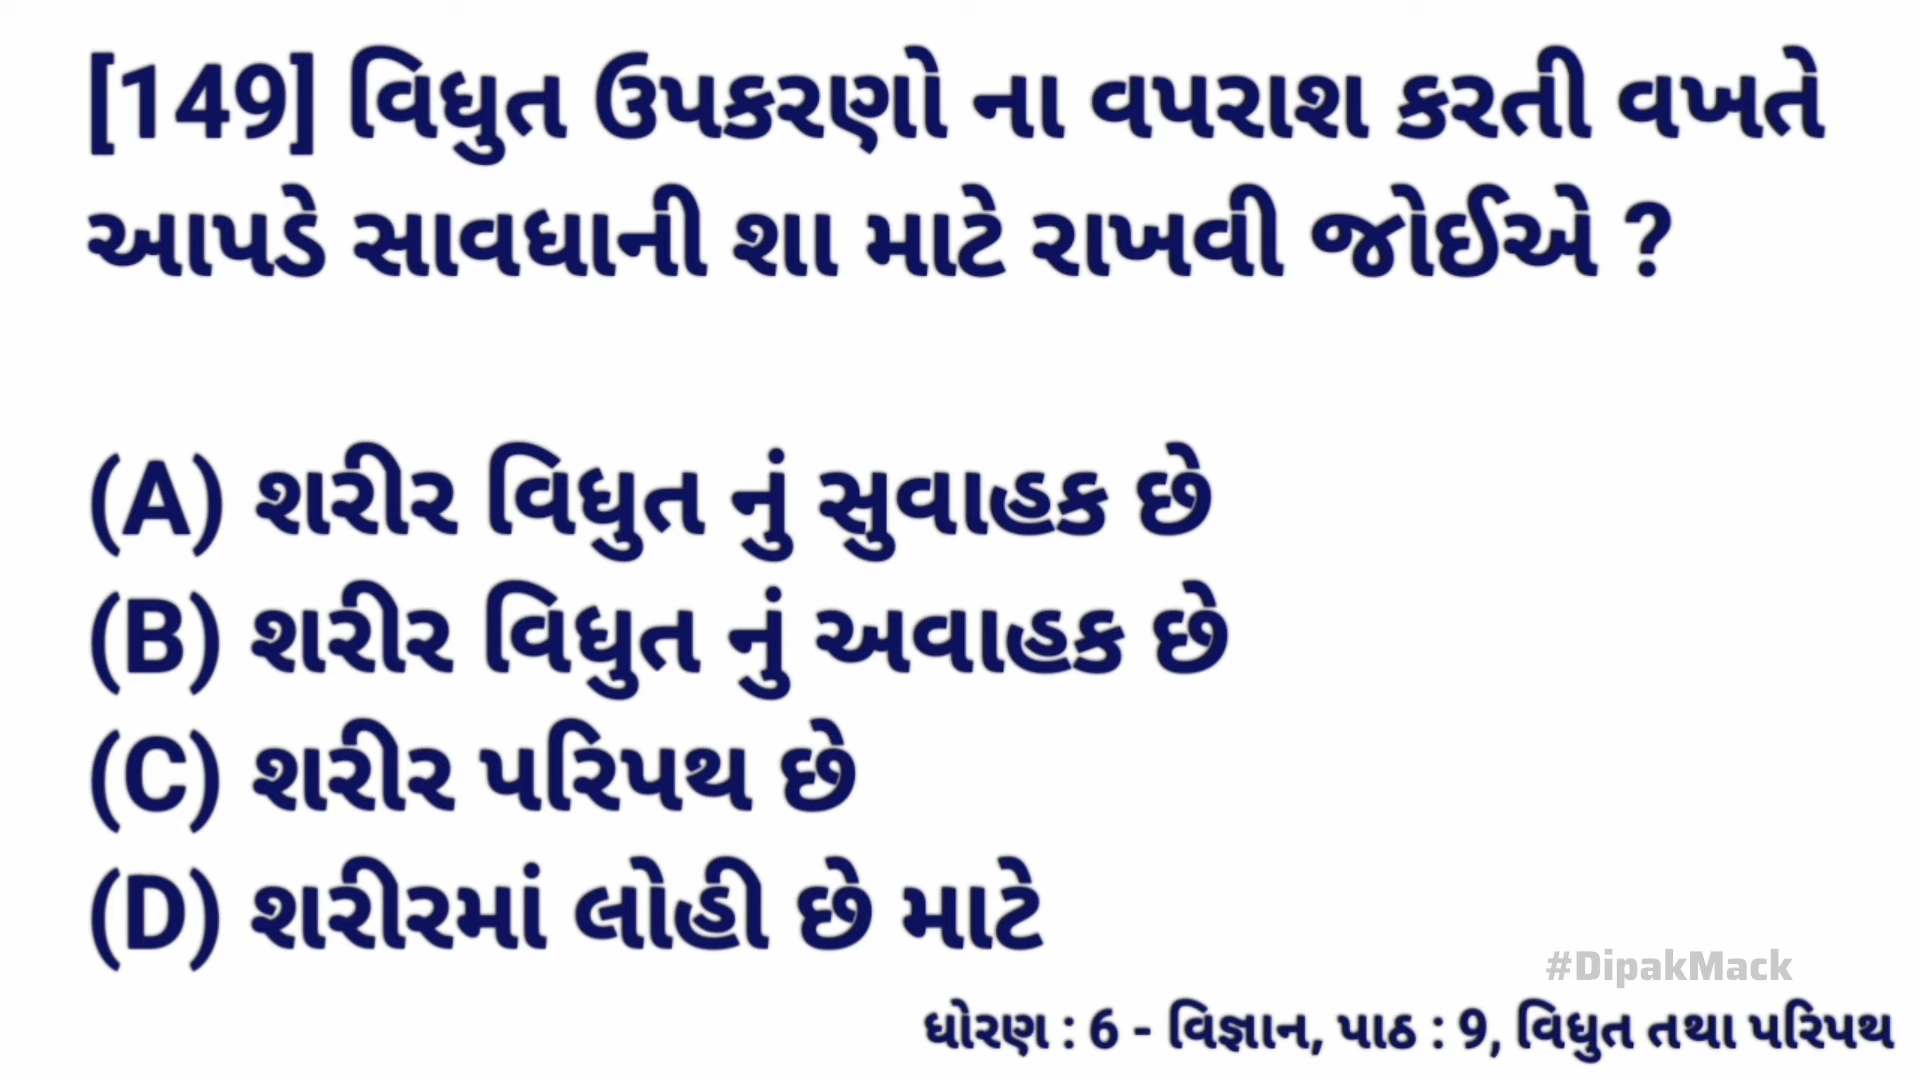 [149] વિધુત ઉપકરણો ના વપરાશ કરતી વખતે
આપડે સાવધાની શા માટે રાખવી જોઈએ ?
(A) શરીર વિધુત નું સુવાહક છે
(B) શરીર વિધુત નું અવાહક છે
(C) શરીર પરિપથ છે
(D) શરીરમાં લોહી છે માટે
#DipakMack
ધોરણ : 6 - વિજ્ઞાન, પાઠ : 9, વિધુત તથા પરિપથ